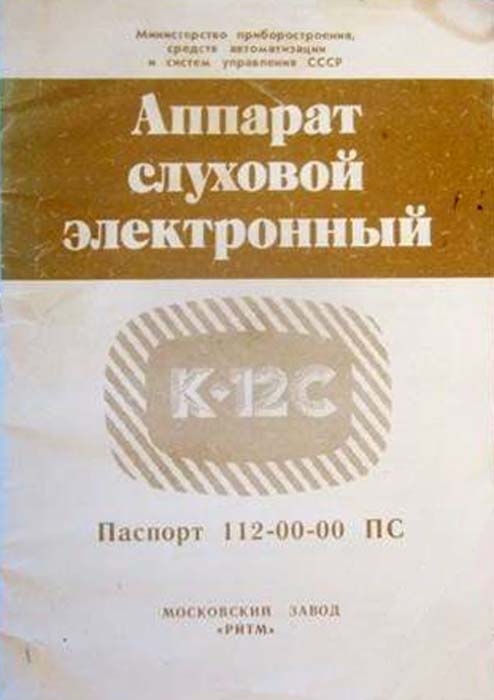 Министерство приборостроения,
средств автоматизации
и систем управления СССР
Аппарат
слуховой
электронный
К-12С
Паспорт 112-00-00 ПС
МОСКОВСКИЙ ЗАВОД
«РИТМ»